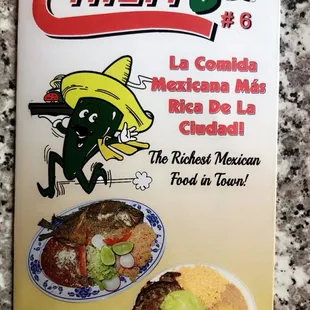 # 6
La Comida
Mexicana Más
Rica De La
Ciudad!
The Richest Mexican
Food in Town!